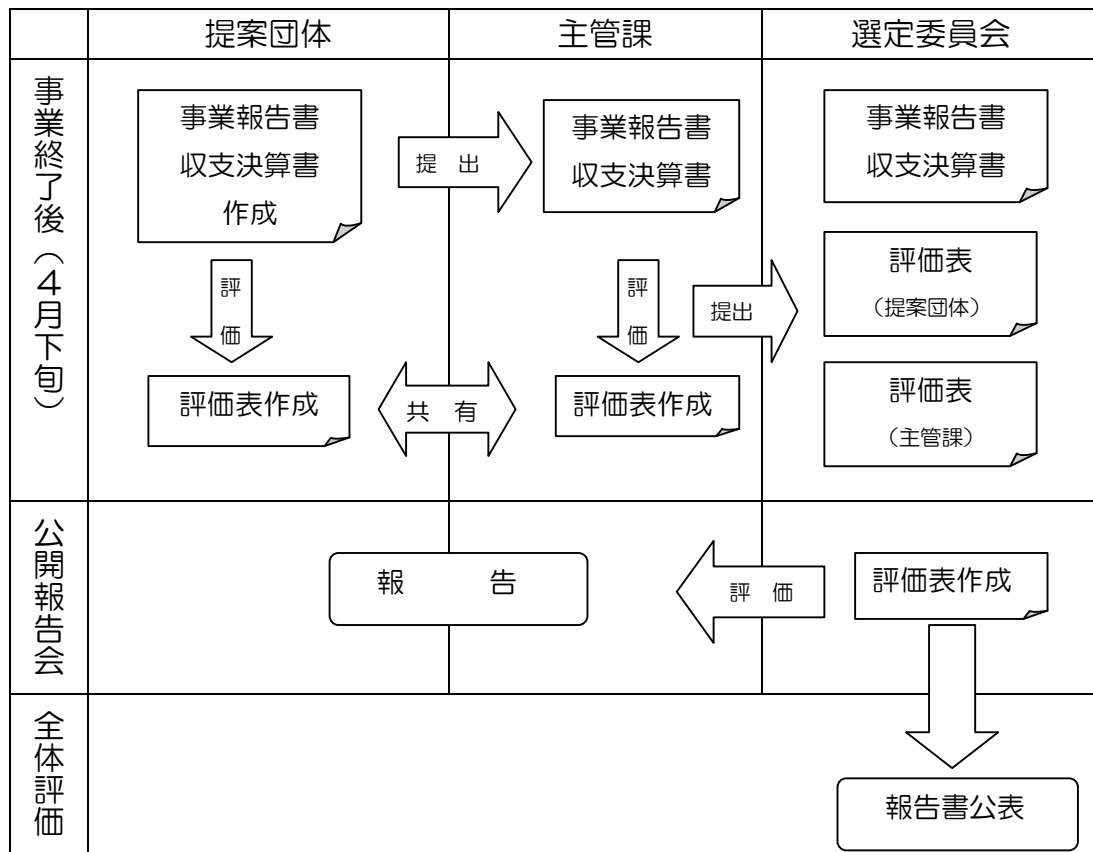 提案団体
主管課
選定委員会
事業終了後（４月下旬）
事業報告書
収支決算書
作成
提　出
事業報告書
収支決算書
事業報告書
収支決算書
評
価
評
価
提出
評価表
（提案団体）
評価表作成
共　有
評価表作成
評価表
（主管課）
公開報告会
報　　告
評　価
評価表作成
全体評価
報告書公表